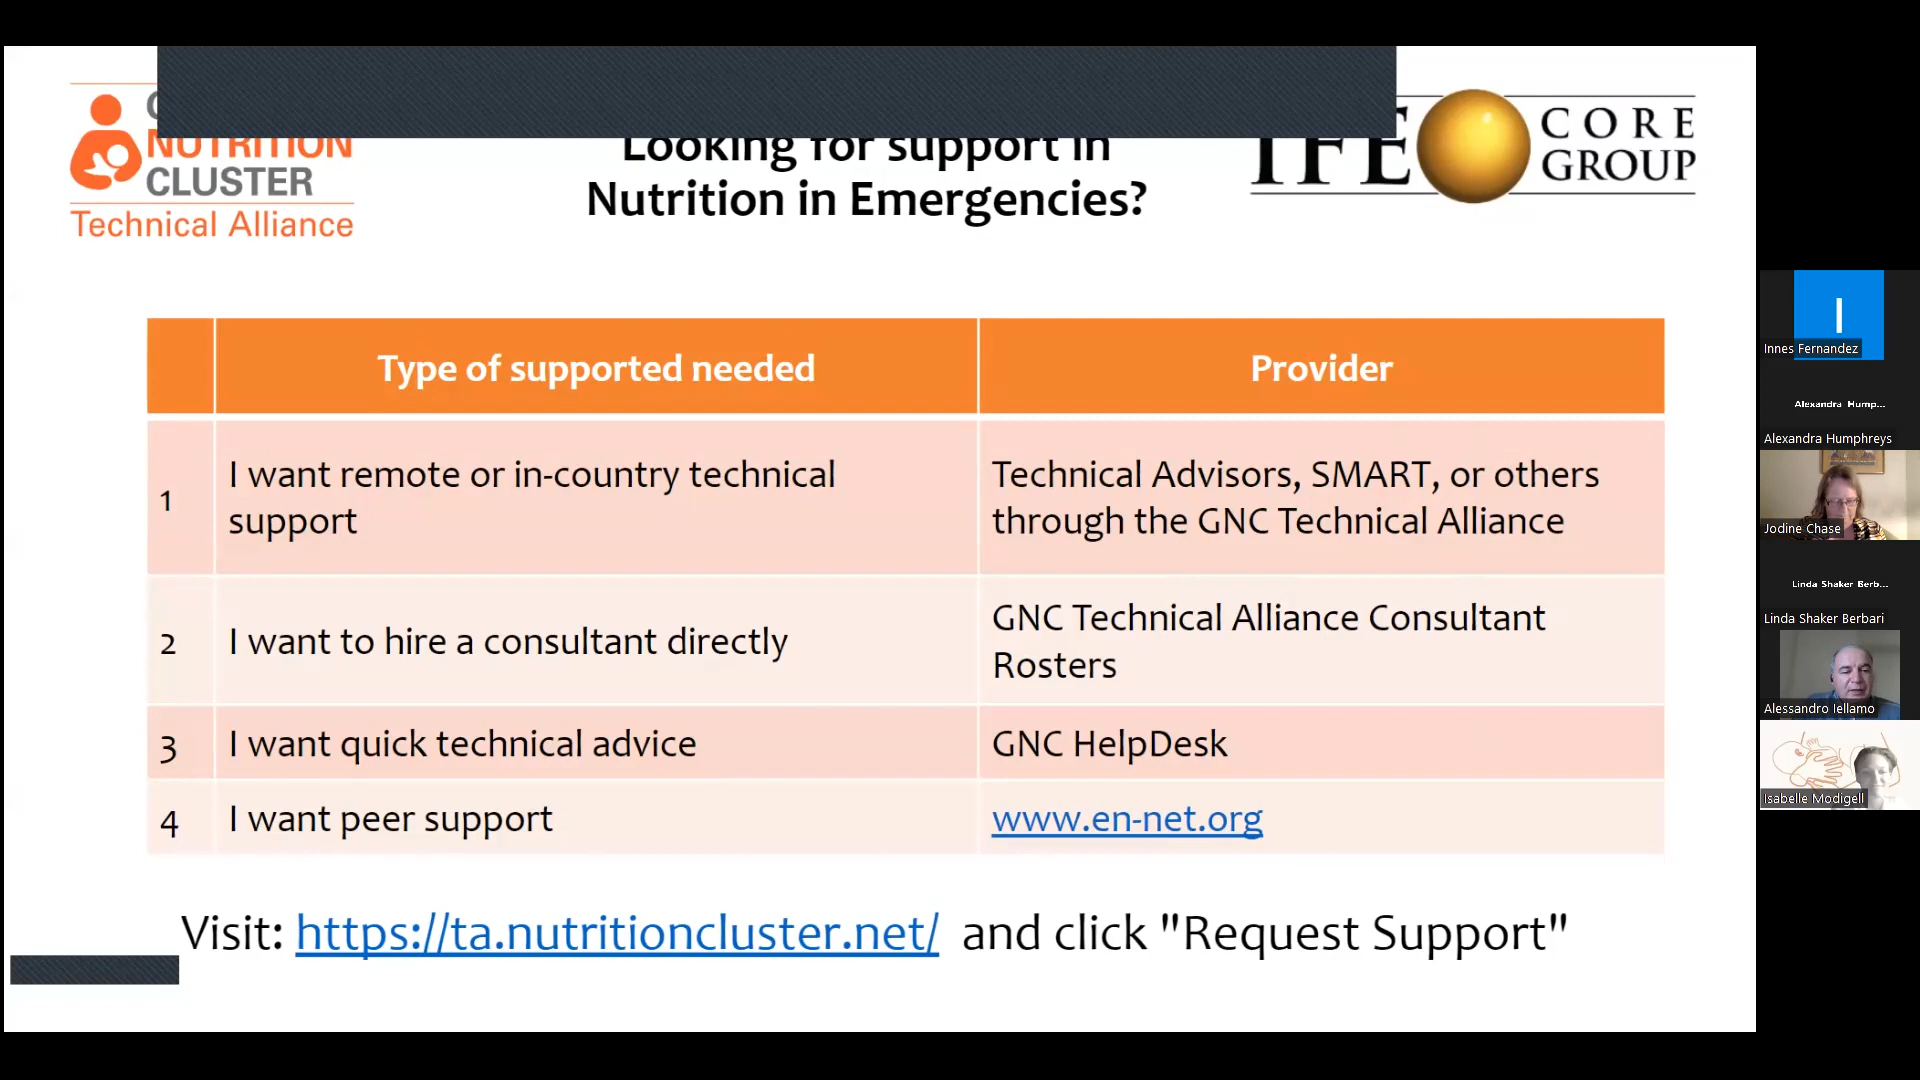 NUTRITION
CLUSTER
Technical Alliance
Looking for support in
Nutrition in Emergencies?
IFE
CORE
GROUP
Type of supported needed
Provider
1
I want remote or in-country technical
support
Technical Advisors, SMART, or others
through the GNC Technical Alliance
2
I want to hire a consultant directly
GNC Technical Alliance Consultant
Rosters
3
I want quick technical advice
GNC HelpDesk
4
I want peer support
www.en-net.org
Visit: https://ta.nutritioncluster.net/ and click "Request Support"
I
Innes Fernandez
Alexandra Hump...
Alexandra Humphreys
Jodine Chase
Linda Shaker Berb...
Linda Shaker Berbari
Alessandro Iellamo
Isabelle Modigell